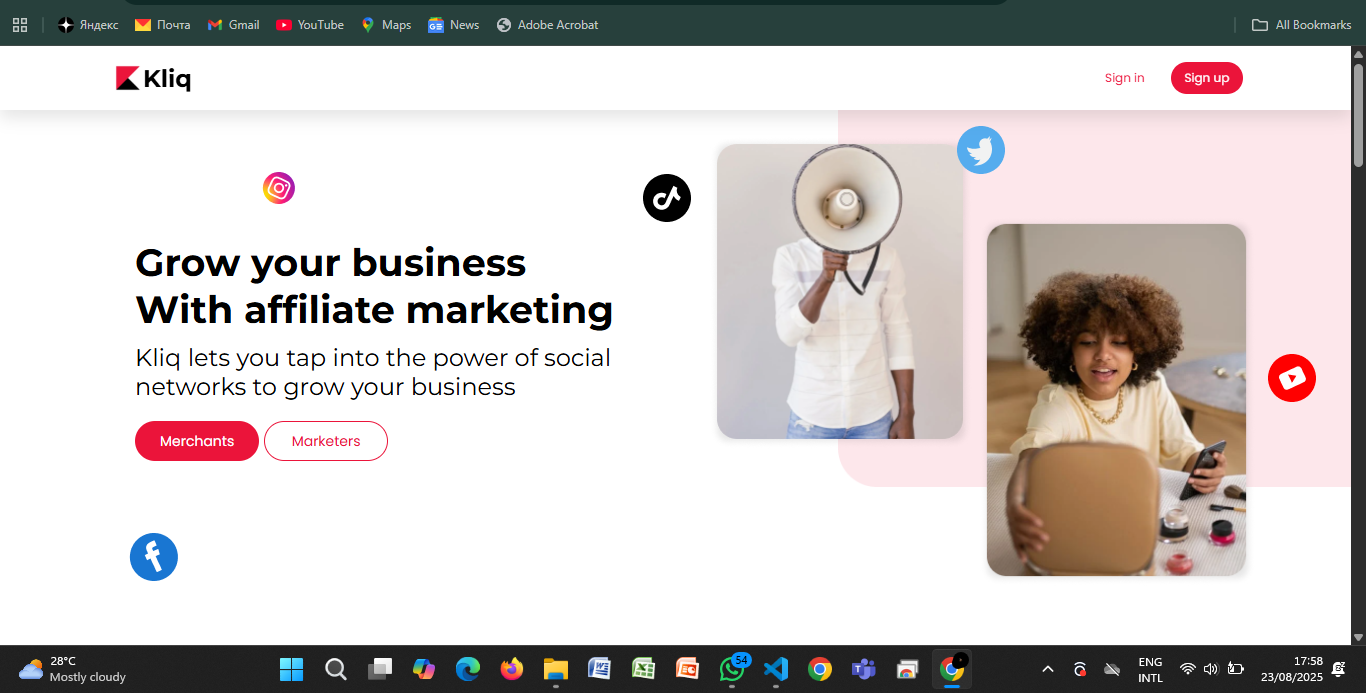 Яндекс
Почта
Gmail
YouTube
Maps
News
Adobe Acrobat
All Bookmarks
Kliq
Sign in
Sign up
Grow your business
With affiliate marketing
Kliq lets you tap into the power of social
networks to grow your business
Merchants
Marketers
28°C
Mostly cloudy
54
ENG
INTL
17:58
23/08/2025